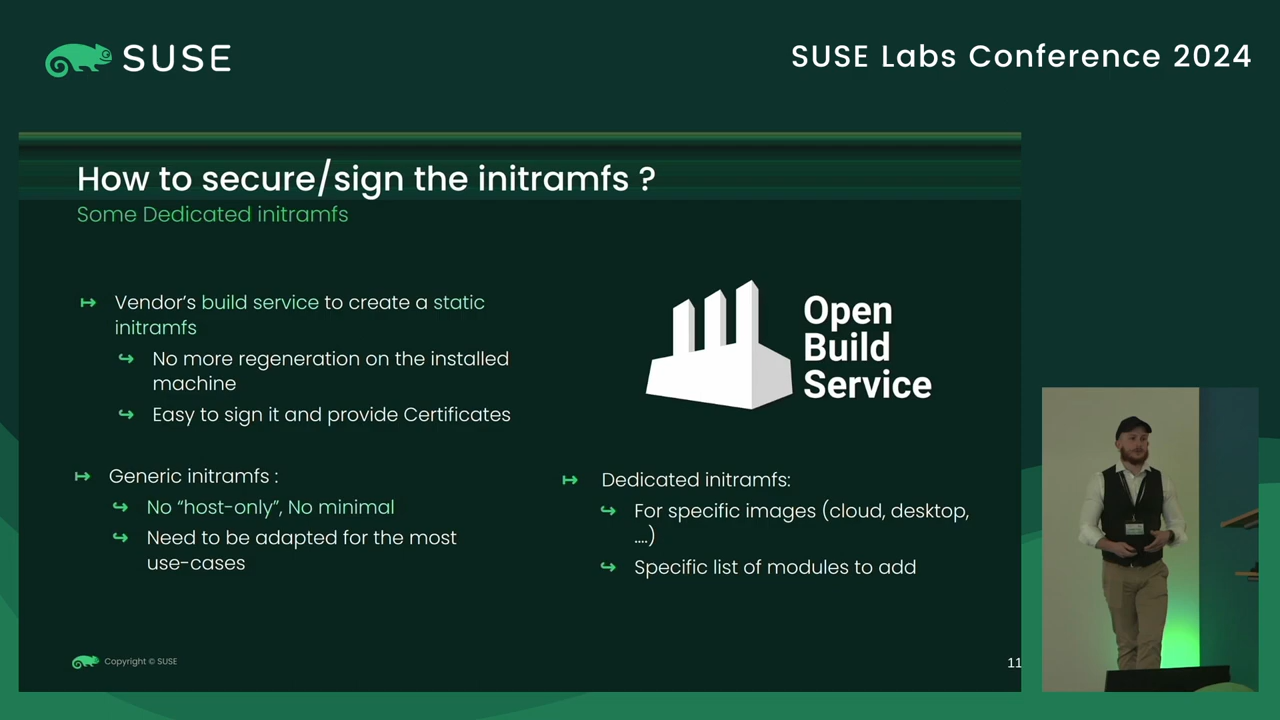 SUSE
SUSE Labs Conference 2024
How to secure/sign the initramfs ?
Some Dedicated initramfs
Vendor's build service to create a static
initramfs
No more regeneration on the installed
machine
Easy to sign it and provide Certificates
Open
Build
Service
Generic initramfs :
No “host-only”, No minimal
Need to be adapted for the most
use-cases
Dedicated initramfs:
For specific images (cloud, desktop,
....)
Specific list of modules to add
Copyright © SUSE
11